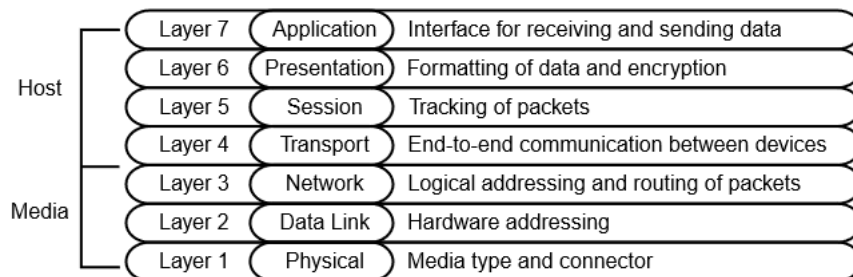 Layer 7 Application Interface for receiving and sending data
Layer 6 Presentation Formatting of data and encryption
Host
Layer 5 Session Tracking of packets
Layer 4 Transport End-to-end communication between devices
Layer 3 Network Logical addressing and routing of packets
Media
Layer 2 Data Link Hardware addressing
Layer 1 Physical Media type and connector